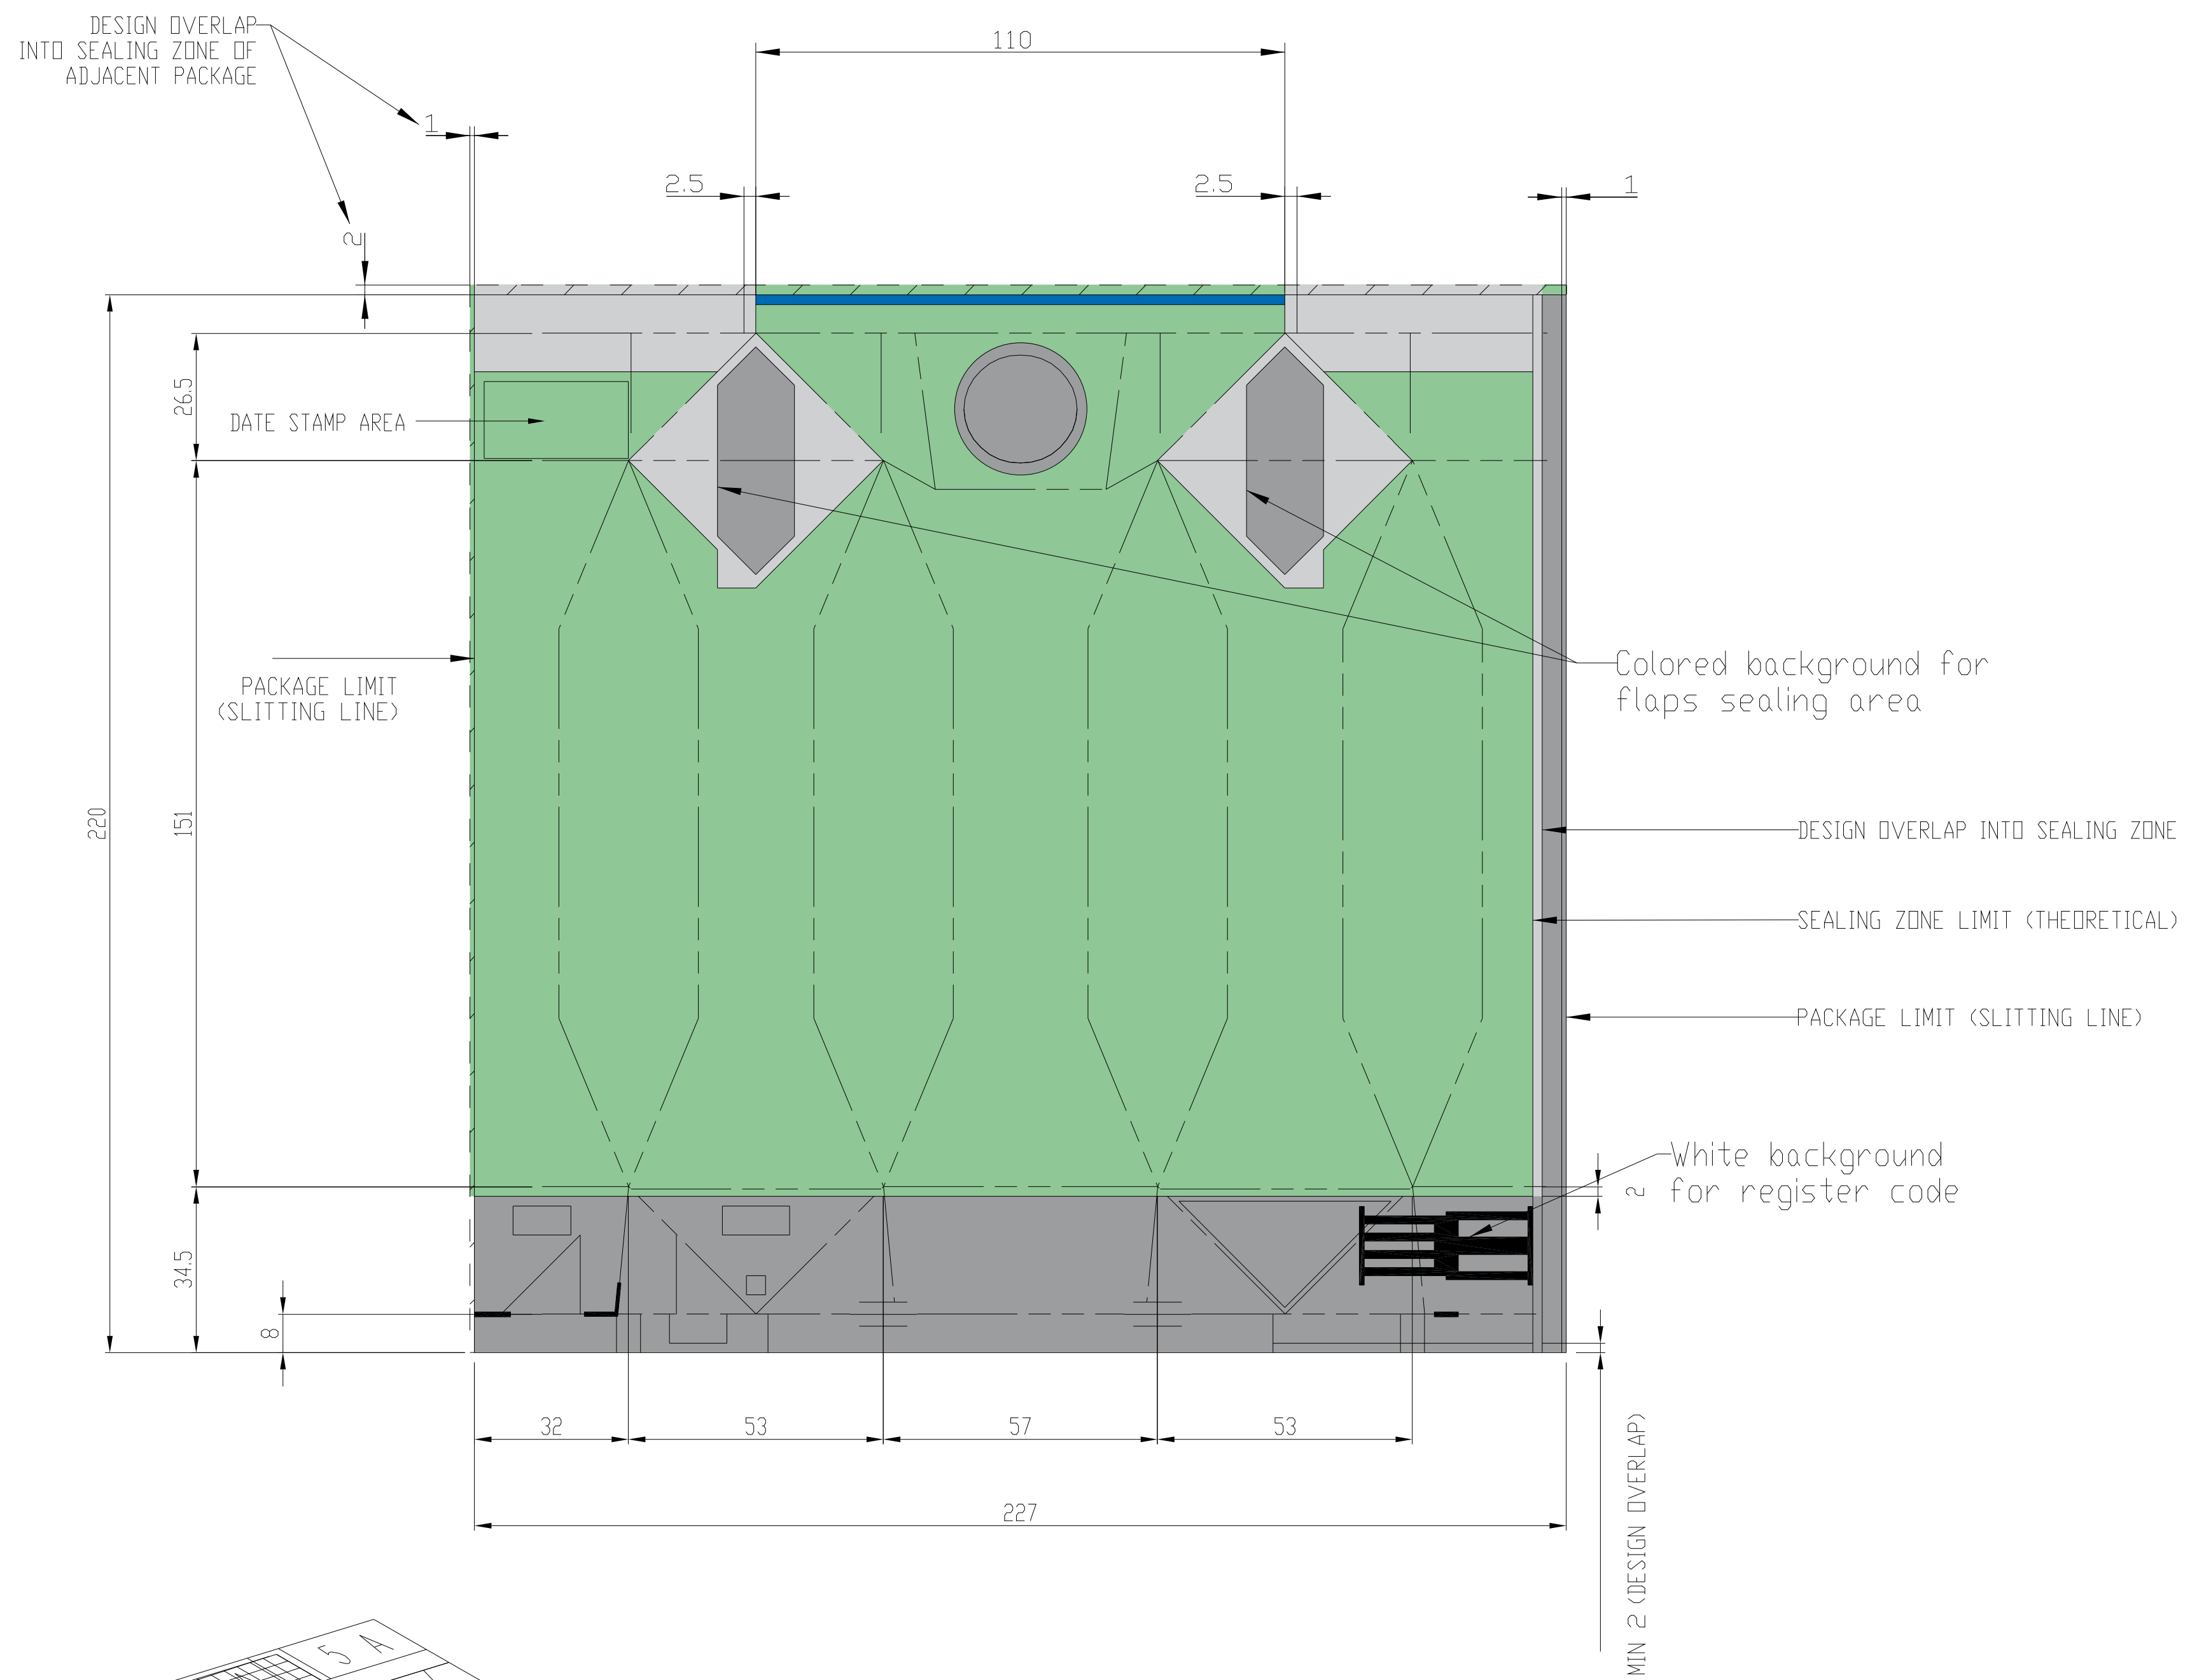 DESIGN OVERLAP
INTO SEALING ZONE OF
ADJACENT PACKAGE
110
1
2.5
2.5
1
2
26.5
DATE STAMP AREA
PACKAGE LIMIT
(SLITTING LINE)
Colored background for
flaps sealing area
220
151
DESIGN OVERLAP INTO SEALING ZONE
SEALING ZONE LIMIT (THEORETICAL)
PACKAGE LIMIT (SLITTING LINE)
White background
for register code
2
34.5
8
32
53
57
53
227
MIN 2 (DESIGN OVERLAP)
5 A